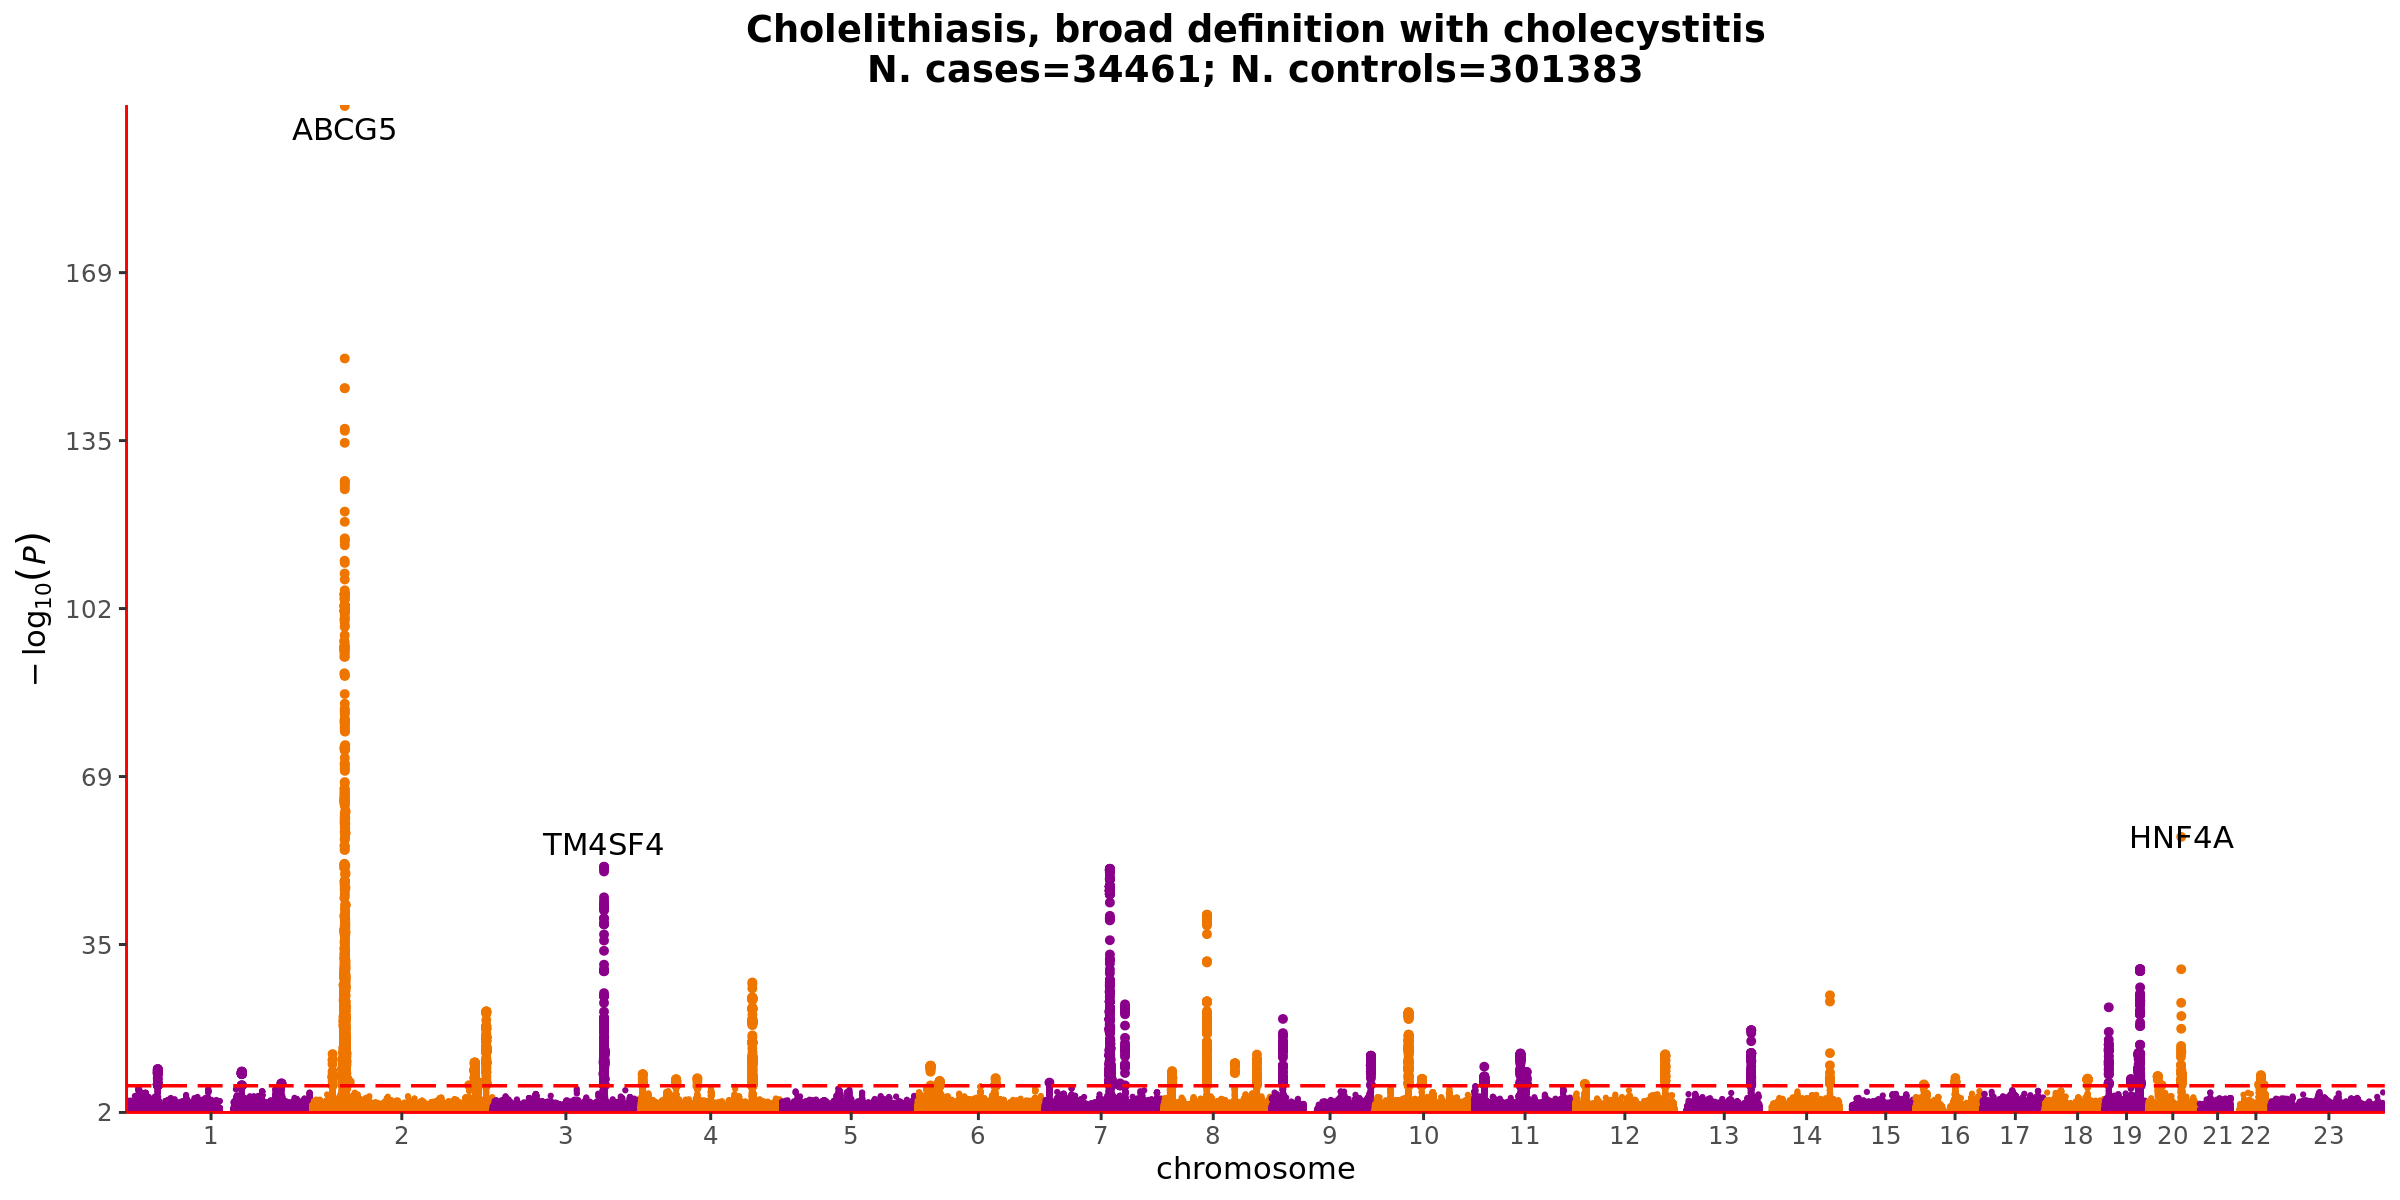 Cholelithiasis, broad definition with cholecystitis
N. cases=34461; N. controls=301383
ABCG5
169
135
− log10(P)
102
69
TM4SF4
HNF4A
35
2
1 2 3 4 5 6 7 8 9 10 11 12 13 14 15 16 17 18 19 20 21 22 23
chromosome